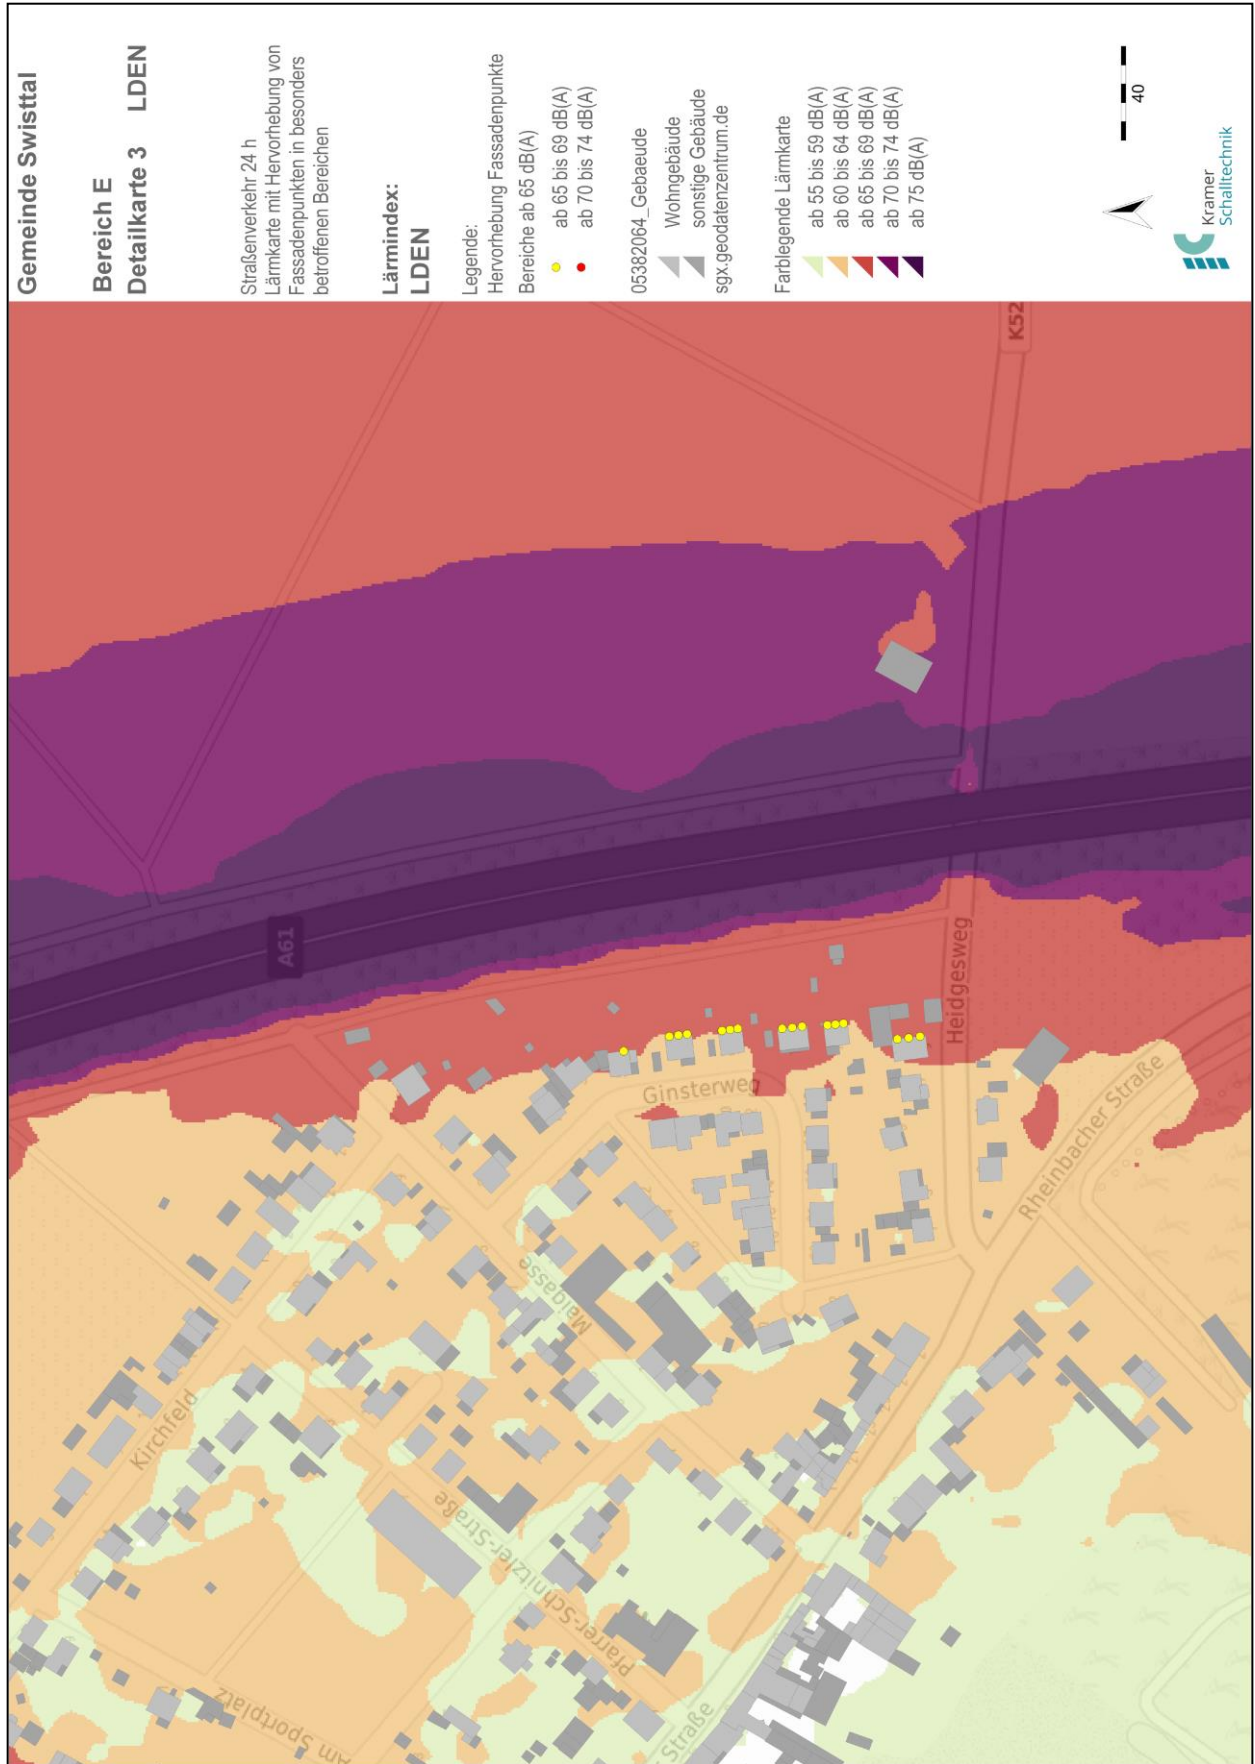 Gemeinde Swisttal
Bereich E
Detailkarte 3 LDEN
Straßenverkehr 24 h
Lärmkarte mit Hervorhebung von
Fassadenpunkten in besonders
betroffenen Bereichen
Lärmindex:
LDEN
Legende:
Hervorhebung Fassadenpunkte
Bereiche ab 65 dB(A)
ab 65 bis 69 dB(A)
ab 70 bis 74 dB(A)
05382064_Gebaeude
Wohngebäude
sonstige Gebäude
sgx.geodatenzentrum.de
Farblegende Lärmkarte
ab 55 bis 59 dB(A)
ab 60 bis 64 dB(A)
ab 65 bis 69 dB(A)
ab 70 bis 74 dB(A)
ab 75 dB(A)
40
Kramer
Schalltechnik
K52
A61
Heidgesweg
Ginsterweg
Rheinbacher Straße
Maigasse
Kirchfeld
Pfarrer-Schnitzler-Straße
Am Sportplatz
r Straße